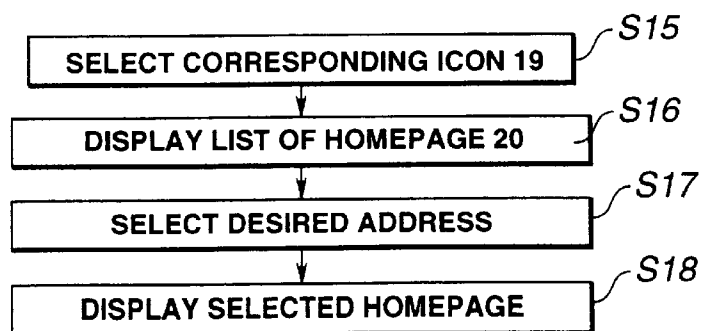 S15
SELECT CORRESPONDING ICON 19
S16
DISPLAY LIST OF HOMEPAGE 20
S17
SELECT DESIRED ADDRESS
S18
DISPLAY SELECTED HOMEPAGE